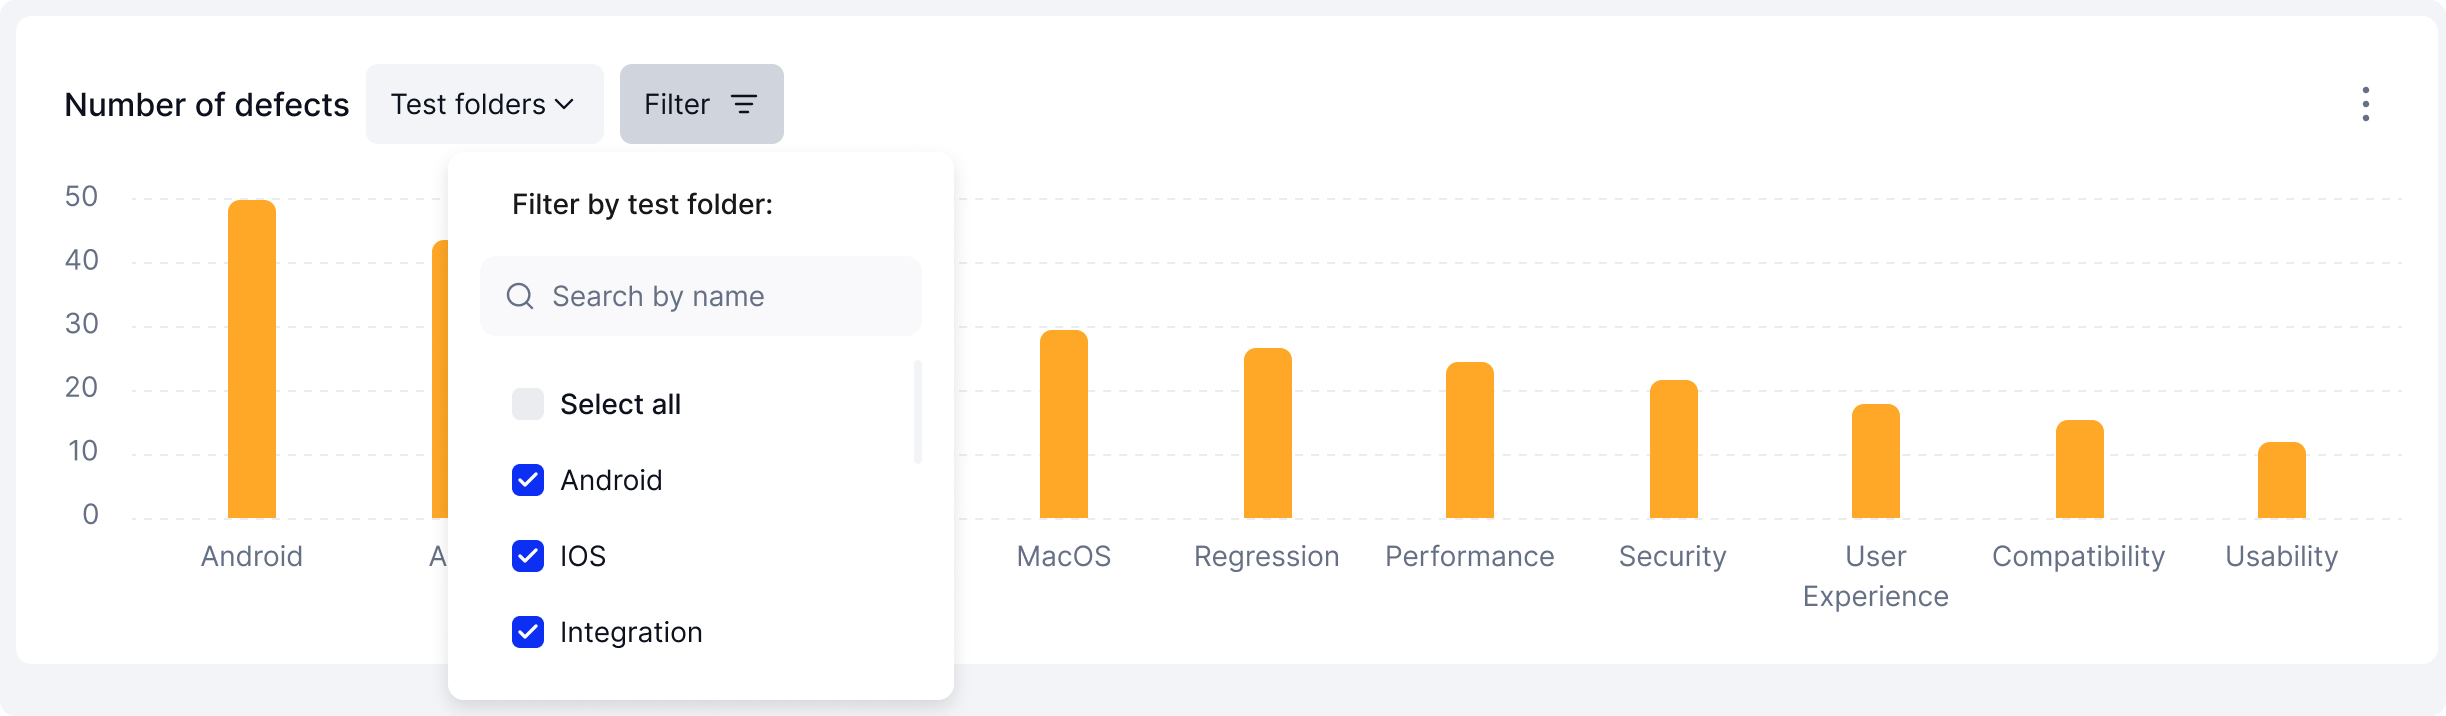 Number of defects
Test folders
Filter
Filter by test folder:
Search by name
Select all
Android
IOS
Integration
50
40
30
20
10
0
Android
A
MacOS
Regression
Performance
Security
User
Experience
Compatibility
Usability